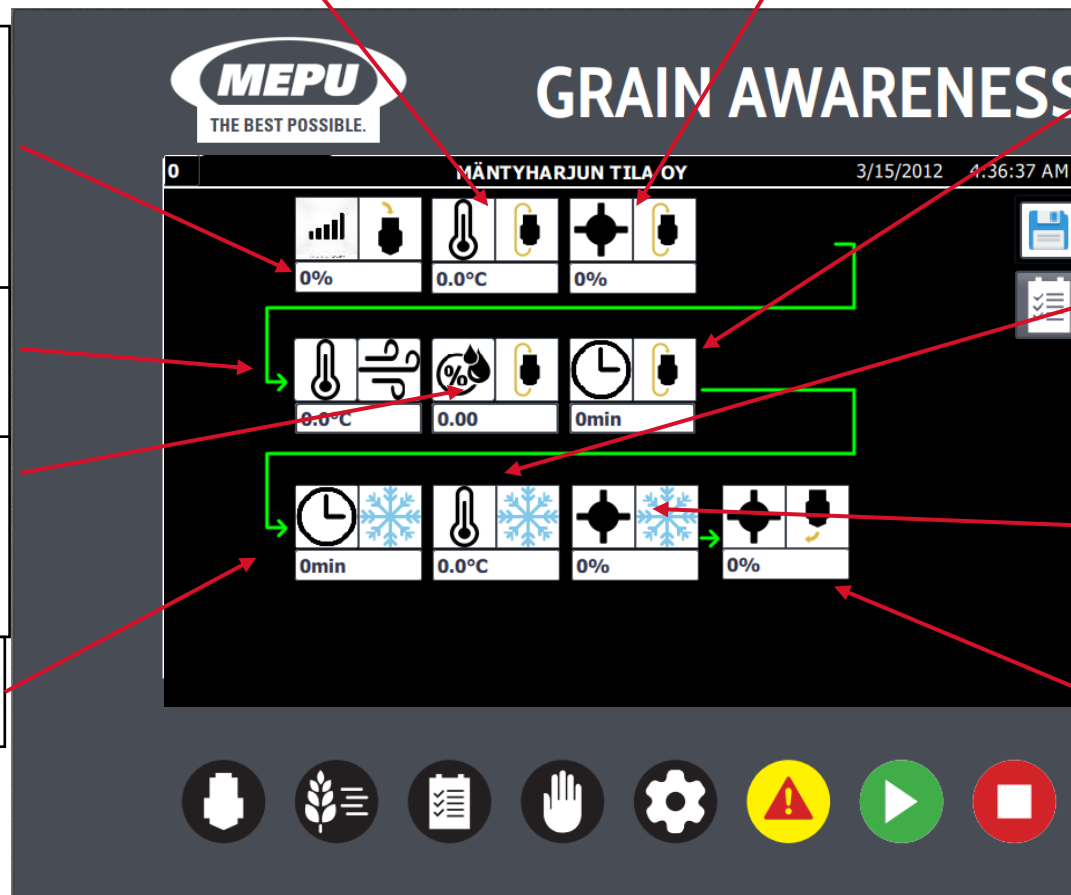 MEPU
THE BEST POSSIBLE.
GRAIN AWARENESS
0 MÄNTYHARJUN TILA OY 3/15/2012 4:36:37 AM
0% 0.0°C 0%
%
0.0°C 0.00 0min
0min 0.0°C 0% 0%